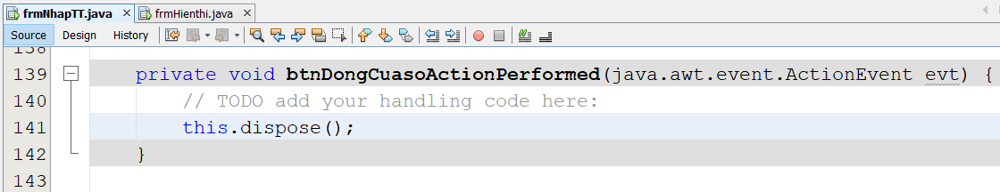 frmNhapTT.java × frmHienthi.java ×
Source Design History
138
139 private void btnDongCuasoActionPerformed(java.awt.event.ActionEvent evt) {
140 // TODO add your handling code here:
141 this.dispose();
142 }
143